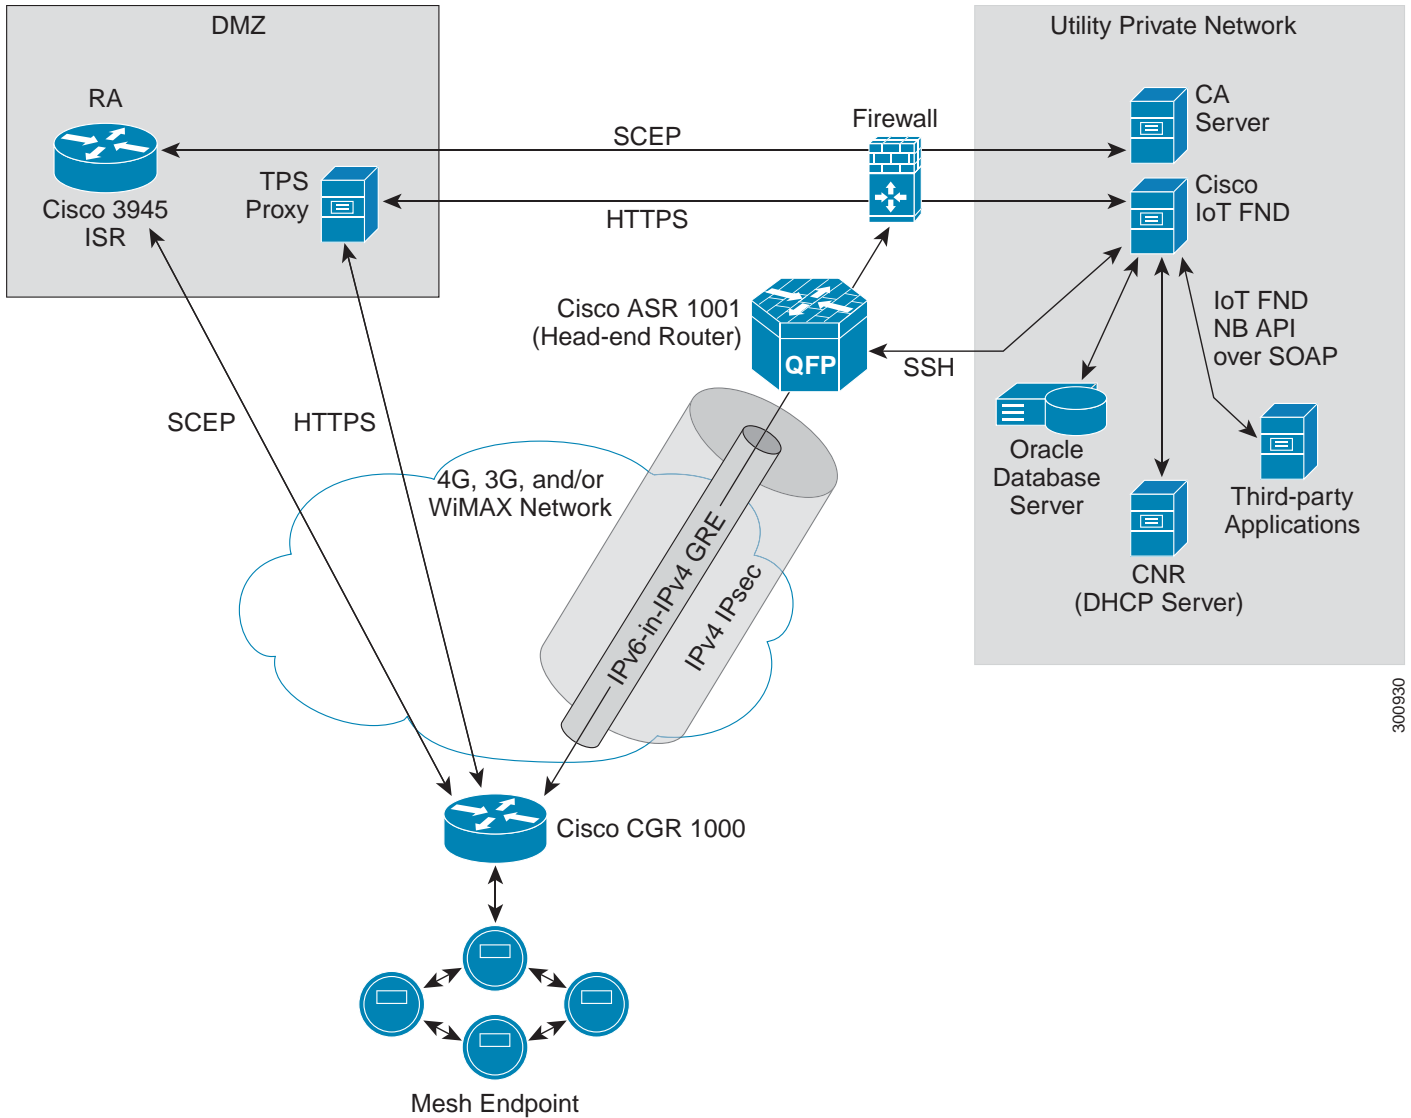 DMZ
Utility Private Network
RA
Cisco 3945
ISR
TPS
Proxy
SCEP
HTTPS
Firewall
CA
Server
Cisco
IoT FND
Cisco ASR 1001
(Head-end Router)
QFP
SSH
IoT FND
NB API
over SOAP
Oracle
Database
Server
Third-party
Applications
CNR
(DHCP Server)
SCEP
HTTPS
4G, 3G, and/or
WiMAX Network
IPv6-in-IPv4 GRE
IPv4 IPsec
Cisco CGR 1000
Mesh Endpoint
300930